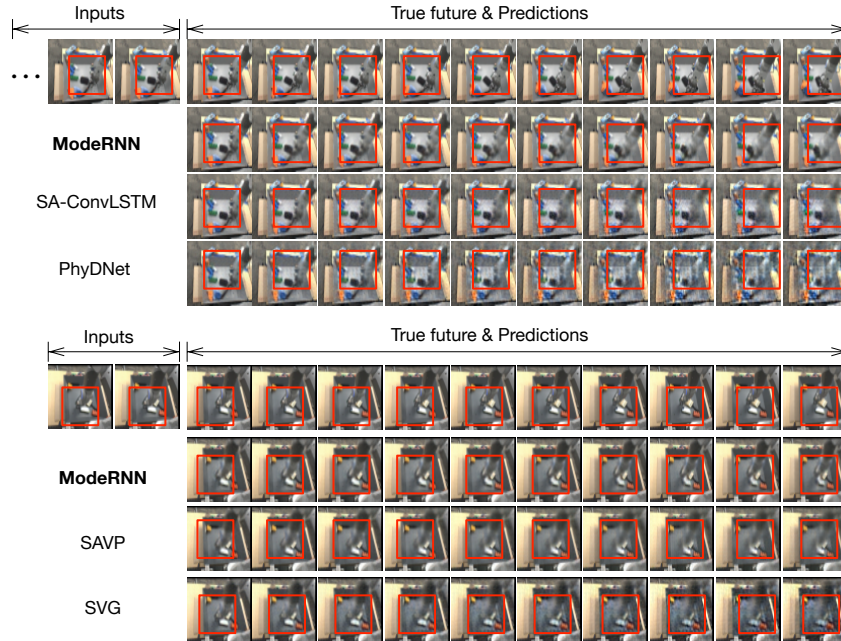 Inputs
True future & Predictions
...
ModeRNN
SA-ConvLSTM
PhyDNet
Inputs
True future & Predictions
ModeRNN
SAVP
SVG